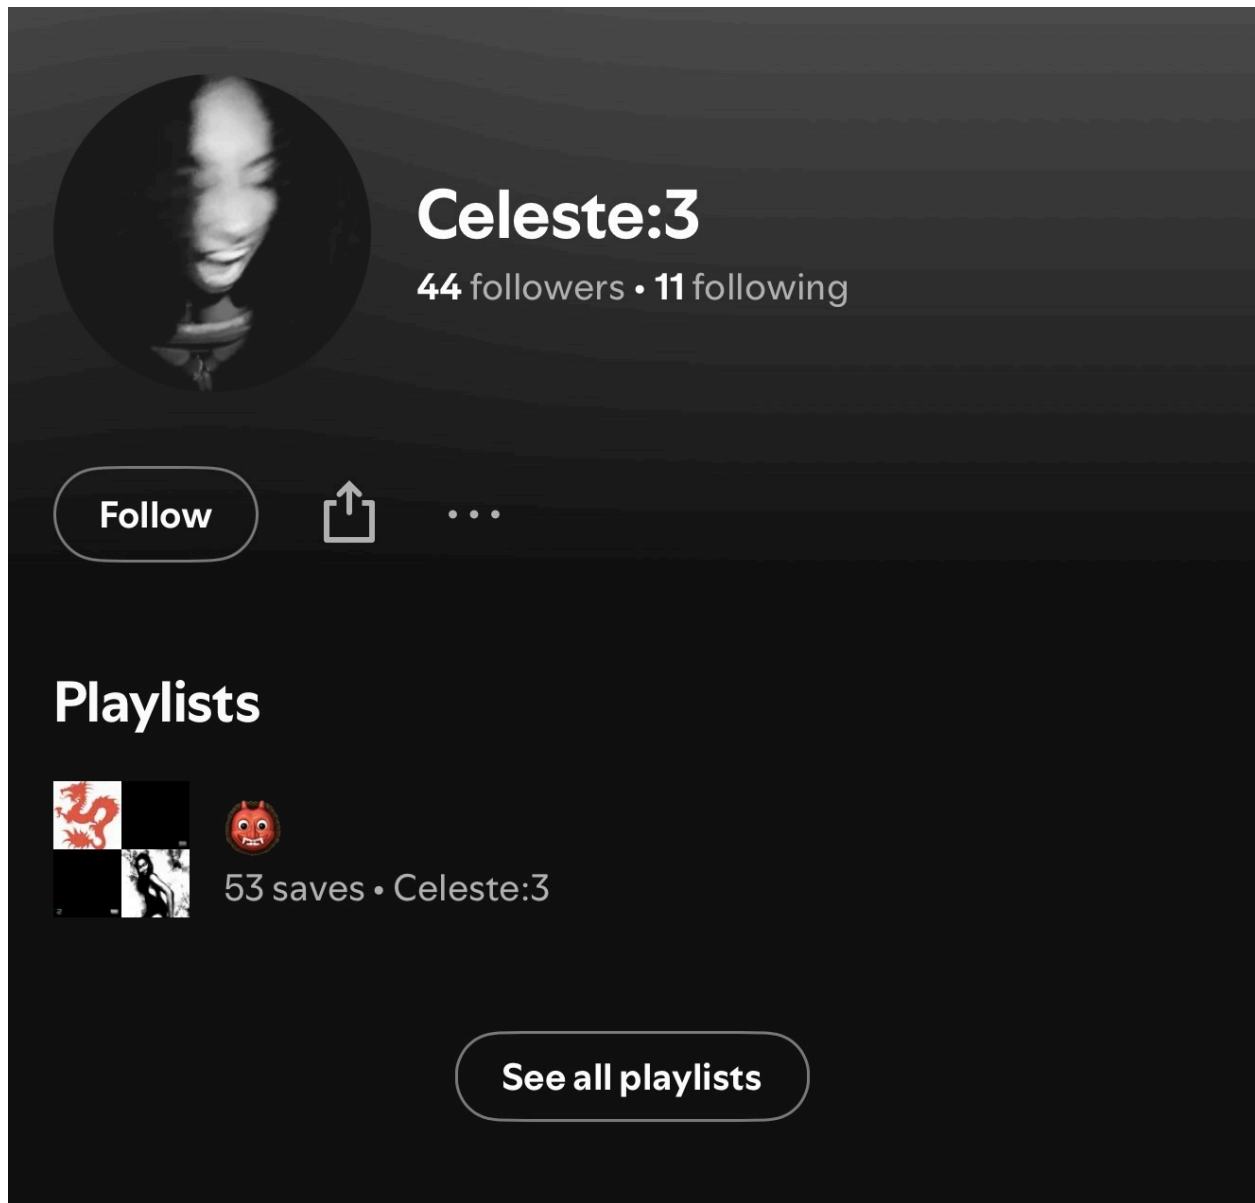 Celeste:3
44 followers • 11 following
Follow
Playlists
👹
53 saves • Celeste:3
See all playlists